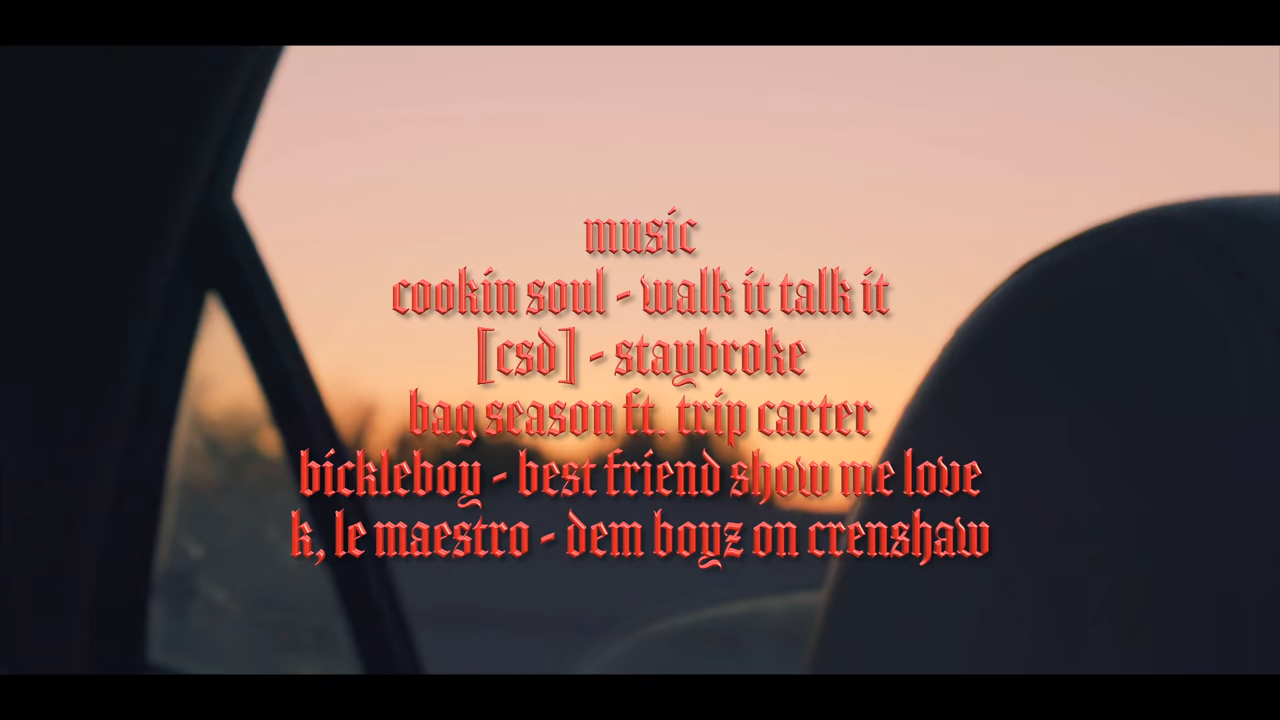 music
cookin soul - walk it talk it
[csd] - staybroke
bag season ft. trip carter
bickleboy - best friend show me love
k, le maestro - dem boyz on crenshaw